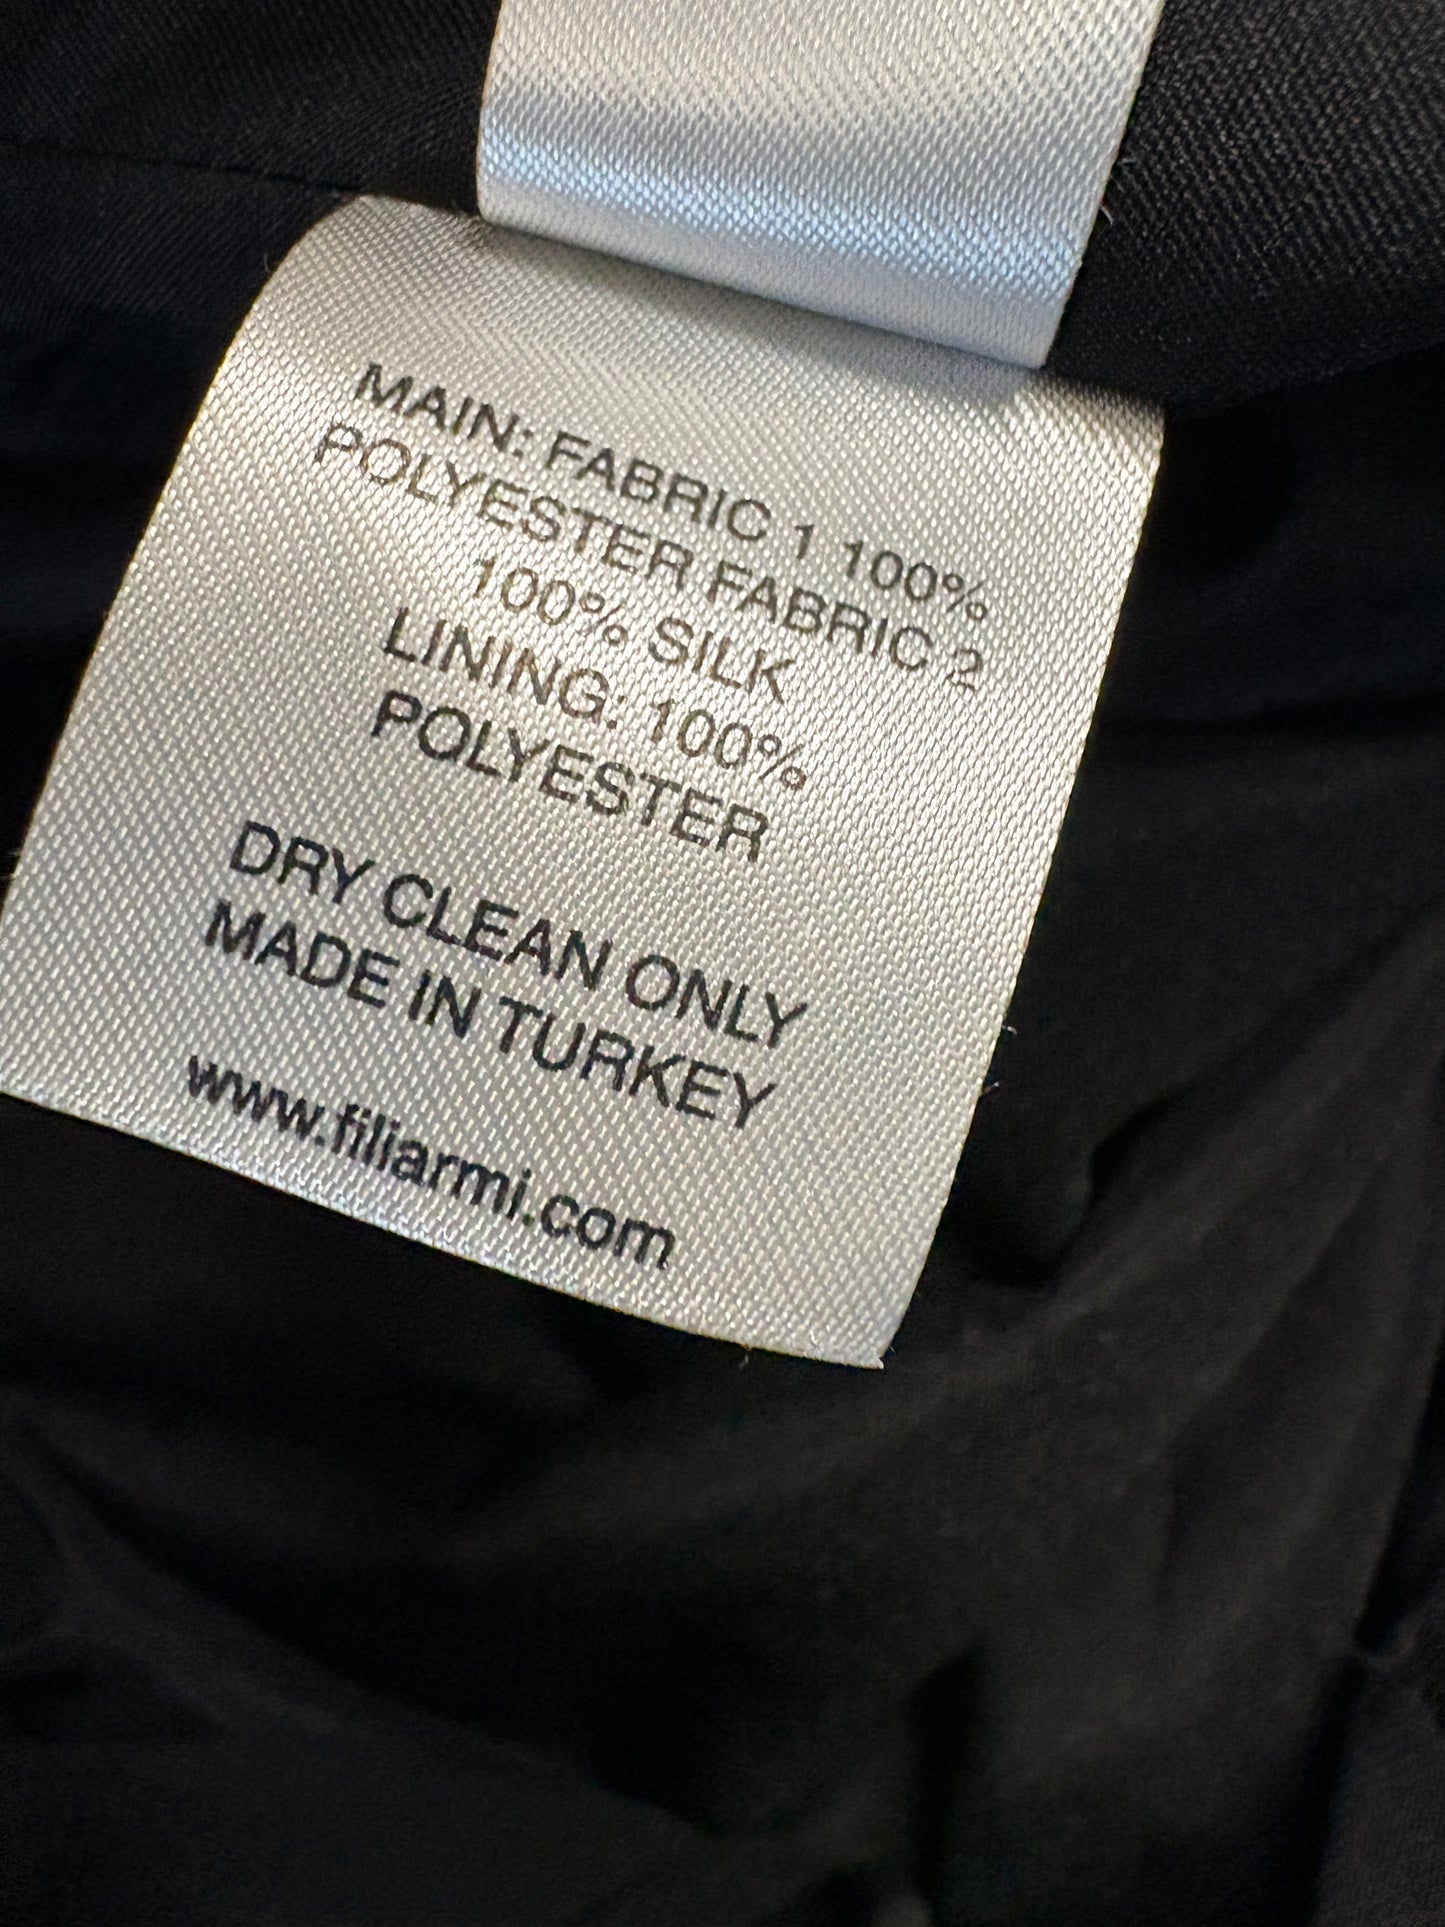 MAIN: FABRIC 1 100%
POLYESTER FABRIC 2
100% SILK
LINING: 100%
POLYESTER
DRY CLEAN ONLY
MADE IN TURKEY
www.filiarmi.com